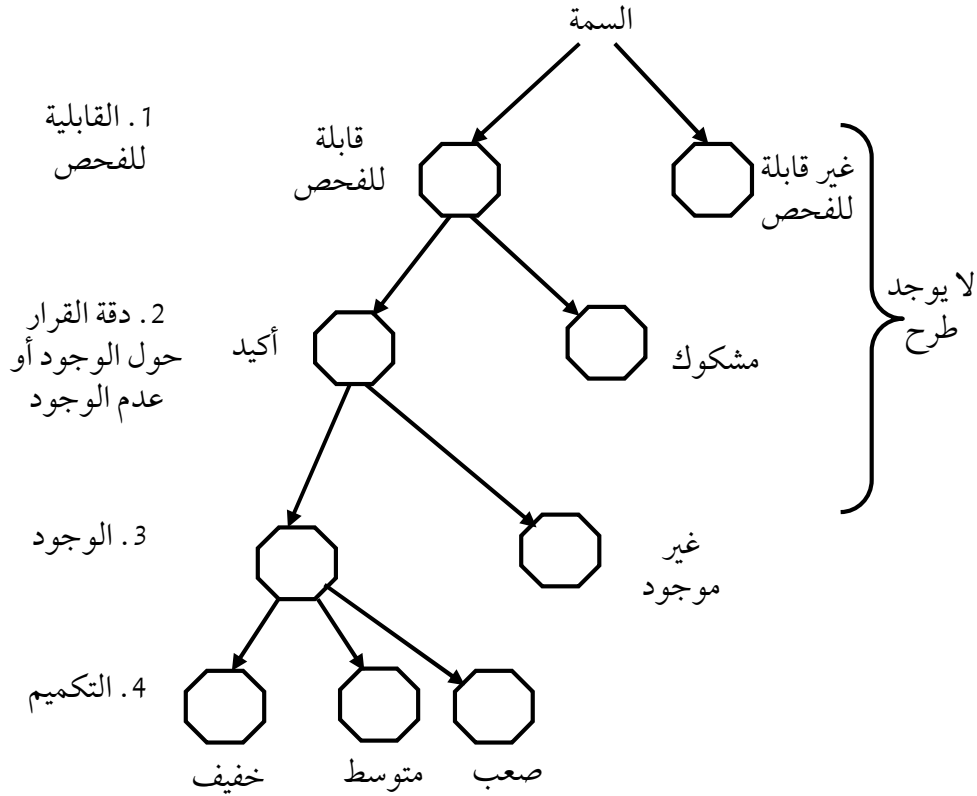 السمة
1. القابلية
للفحص
قابلة
للفحص
غير قابلة
للفحص
لا يوجد
طرح
2. دقة القرار
حول الوجود أو
عدم الوجود
أكيد
مشكوك
3. الوجود
غير
موجود
4. التكميم
خفيف
متوسط
صعب